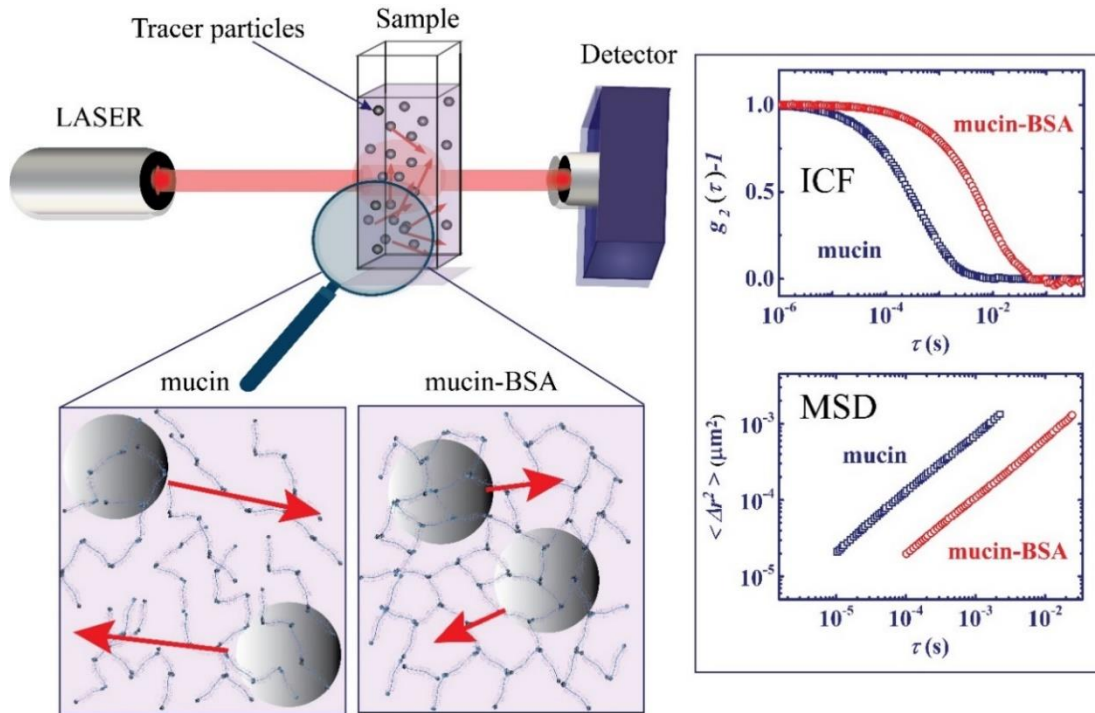 Sample
Tracer particles
Detector
LASER
mucin
mucin-BSA
mucin-BSA
ICF
mucin
g₂(τ)-1
1.0
0.5
0.0
10⁻⁶
10⁻⁴
10⁻²
τ (s)
MSD
mucin
mucin-BSA
< Δr² > (μm²)
10⁻³
10⁻⁴
10⁻⁵
10⁻⁵
10⁻⁴
10⁻³
10⁻²
τ (s)